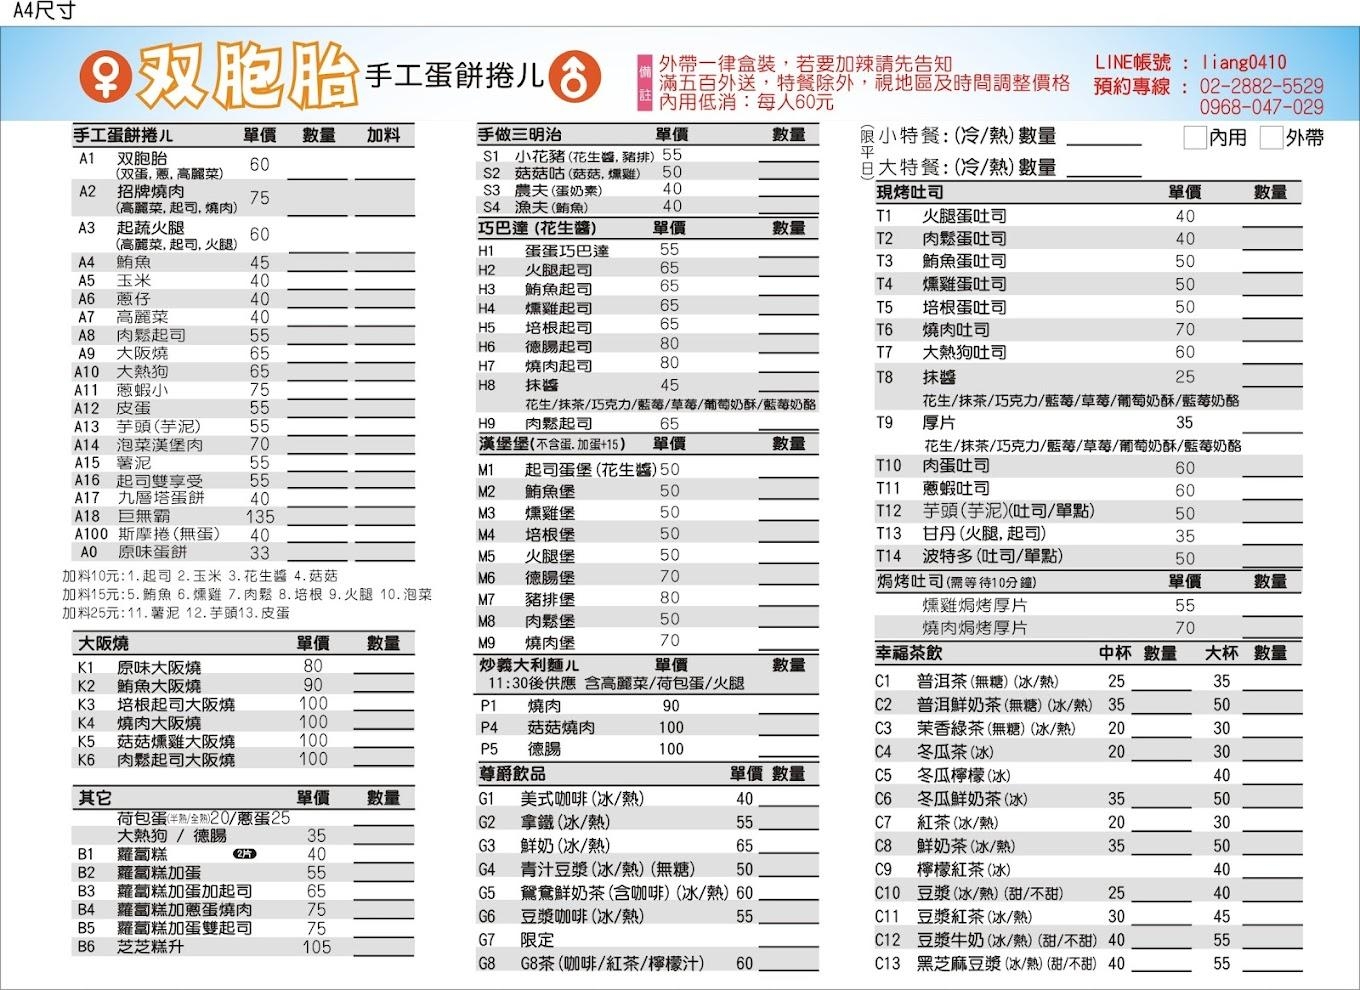 A4尺寸
双胞胎 手工蛋餅捲ㄦ
備註
外帶一律盒裝，若要加辣請先告知
滿五百外送，特餐除外，視地區及時間調整價格
內用低消：每人60元
LINE帳號 : liang0410
預約專線 : 02-2882-5529
0968-047-029
手工蛋餅捲ㄦ 單價 數量 加料
A1 双胞胎 60
(双蛋, 蔥, 高麗菜)
A2 招牌燒肉 75
(高麗菜, 起司, 燒肉)
A3 起蔬火腿 60
(高麗菜, 起司, 火腿)
A4 鮪魚 45
A5 玉米 40
A6 蔥仔 40
A7 高麗菜 40
A8 肉鬆起司 55
A9 大阪燒 65
A10 大熱狗 65
A11 蔥蝦小 75
A12 皮蛋 55
A13 芋頭(芋泥) 55
A14 泡菜漢堡肉 70
A15 薯泥 55
A16 起司雙享受 55
A17 九層塔蛋餅 40
A18 巨無霸 135
A100 斯摩捲(無蛋) 40
A0 原味蛋餅 33
加料10元:1.起司 2.玉米 3.花生醬 4.菇菇
加料15元:5.鮪魚 6.燻雞 7.肉鬆 8.培根 9.火腿 10.泡菜
加料25元:11.薯泥 12.芋頭13.皮蛋
大阪燒 單價 數量
K1 原味大阪燒 80
K2 鮪魚大阪燒 90
K3 培根起司大阪燒 100
K4 燒肉大阪燒 100
K5 菇菇燻雞大阪燒 100
K6 肉鬆起司大阪燒 100
其它 單價 數量
荷包蛋(半熟/全熟)20/蔥蛋25
大熱狗 / 德腸 35
B1 蘿蔔糕 2片 40
B2 蘿蔔糕加蛋 55
B3 蘿蔔糕加蛋加起司 65
B4 蘿蔔糕加蔥蛋燒肉 75
B5 蘿蔔糕加蛋雙起司 75
B6 芝芝糕升 105
手做三明治 單價 數量
S1 小花豬(花生醬, 豬排) 55
S2 菇菇咕(菇菇, 燻雞) 50
S3 農夫(蛋奶素) 40
S4 漁夫(鮪魚) 40
巧巴達(花生醬) 單價 數量
H1 蛋蛋巧巴達 55
H2 火腿起司 65
H3 鮪魚起司 65
H4 燻雞起司 65
H5 培根起司 65
H6 德腸起司 80
H7 燒肉起司 80
H8 抹醬 45
花生/抹茶/巧克力/藍莓/草莓/葡萄奶酥/藍莓奶酪
H9 肉鬆起司 65
漢堡堡(不含蛋.加蛋+15) 單價 數量
M1 起司蛋堡(花生醬) 50
M2 鮪魚堡 50
M3 燻雞堡 50
M4 培根堡 50
M5 火腿堡 50
M6 德腸堡 70
M7 豬排堡 80
M8 肉鬆堡 50
M9 燒肉堡 70
炒義大利麵ㄦ 單價 數量
11:30後供應 含高麗菜/荷包蛋/火腿
P1 燒肉 90
P4 菇菇燒肉 100
P5 德腸 100
尊爵飲品 單價 數量
G1 美式咖啡(冰/熱) 40
G2 拿鐵(冰/熱) 55
G3 鮮奶(冰/熱) 65
G4 青汁豆漿(冰/熱)(無糖) 50
G5 鴛鴦鮮奶茶(含咖啡)(冰/熱) 60
G6 豆漿咖啡(冰/熱) 55
G7 限定
G8 G8茶(咖啡/紅茶/檸檬汁) 60
(限平日)
小特餐:(冷/熱)數量 內用 外帶
大特餐:(冷/熱)數量
現烤吐司 單價 數量
T1 火腿蛋吐司 40
T2 肉鬆蛋吐司 40
T3 鮪魚蛋吐司 50
T4 燻雞蛋吐司 50
T5 培根蛋吐司 50
T6 燒肉吐司 70
T7 大熱狗吐司 60
T8 抹醬 25
花生/抹茶/巧克力/藍莓/草莓/葡萄奶酥/藍莓奶酪
T9 厚片 35
花生/抹茶/巧克力/藍莓/草莓/葡萄奶酥/藍莓奶酪
T10 肉蛋吐司 60
T11 蔥蝦吐司 60
T12 芋頭(芋泥)(吐司/單點) 50
T13 甘丹(火腿, 起司) 35
T14 波特多(吐司/單點) 50
焗烤吐司(需等待10分鐘) 單價 數量
燻雞焗烤厚片 55
燒肉焗烤厚片 70
幸福茶飲 中杯 數量 大杯 數量
C1 普洱茶(無糖)(冰/熱) 25 35
C2 普洱鮮奶茶(無糖)(冰/熱) 35 50
C3 茉香綠茶(無糖)(冰/熱) 20 30
C4 冬瓜茶(冰) 20 30
C5 冬瓜檸檬(冰) 40
C6 冬瓜鮮奶茶(冰) 35 50
C7 紅茶(冰/熱) 20 30
C8 鮮奶茶(冰/熱) 35 50
C9 檸檬紅茶(冰) 40
C10 豆漿(冰/熱)(甜/不甜) 25 40
C11 豆漿紅茶(冰/熱) 30 45
C12 豆漿牛奶(冰/熱)(甜/不甜) 40 55
C13 黑芝麻豆漿(冰/熱)(甜/不甜) 40 55